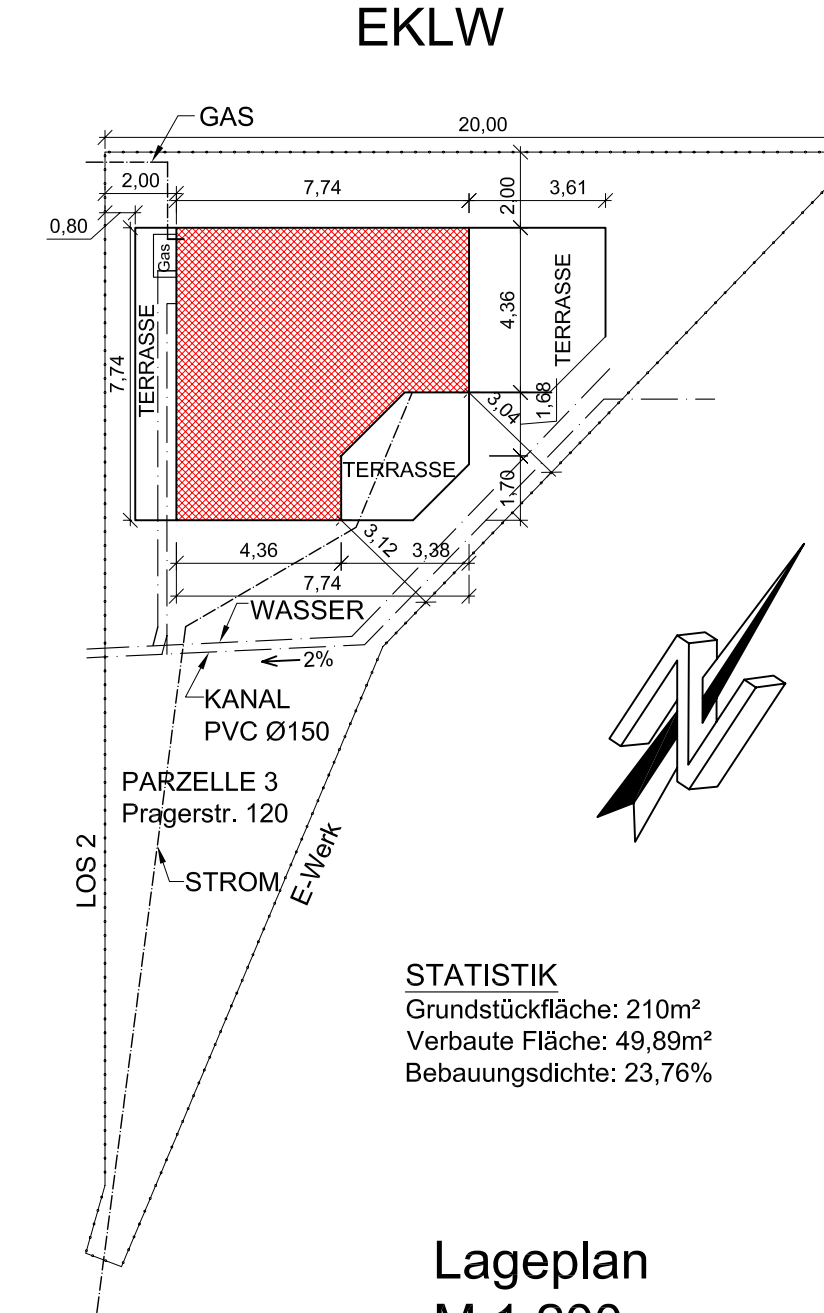 EKLW
GAS
20,00
2,00
7,74
2,00
3,61
0,80
Gas
TERRASSE
7,74
4,36
TERRASSE
1,68
3,04
TERRASSE
1,70
3,12
4,36
3,38
7,74
WASSER
2%
KANAL
PVC Ø150
PARZELLE 3
Pragerstr. 120
LOS 2
STROM
E-Werk
STATISTIK
Grundstückfläche: 210m²
Verbaute Fläche: 49,89m²
Bebauungsdichte: 23,76%
Lageplan
M 1:200